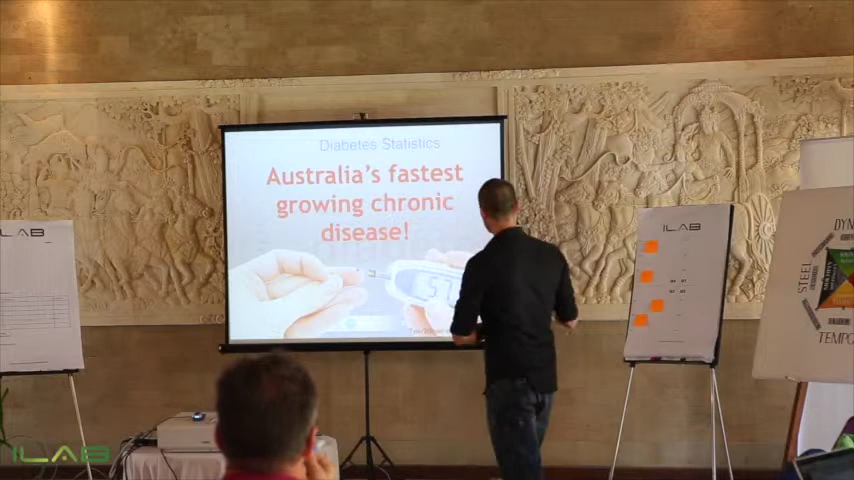 Diabetes Statistics
Australia's fastest
growing chronic
disease!
ILAB
ILAB
DYN
STEEL
TEMPO
ILAB